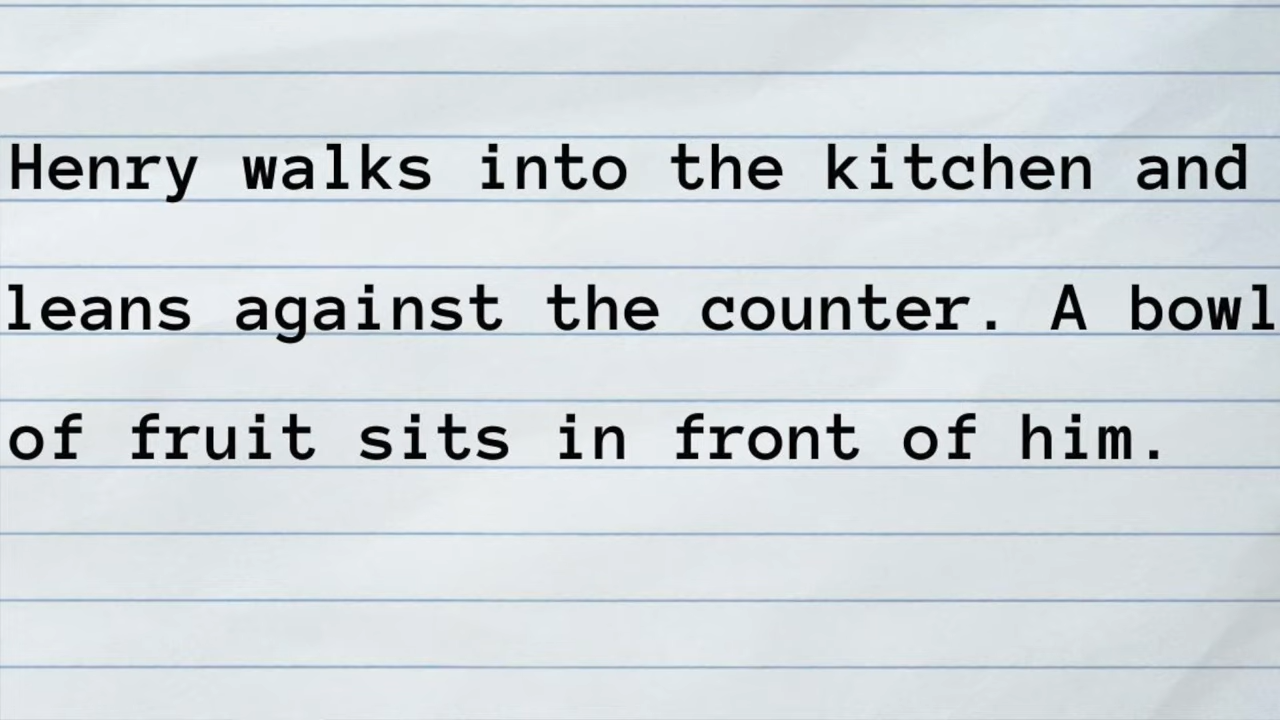 Henry walks into the kitchen and
leans against the counter. A bowl
of fruit sits in front of him.